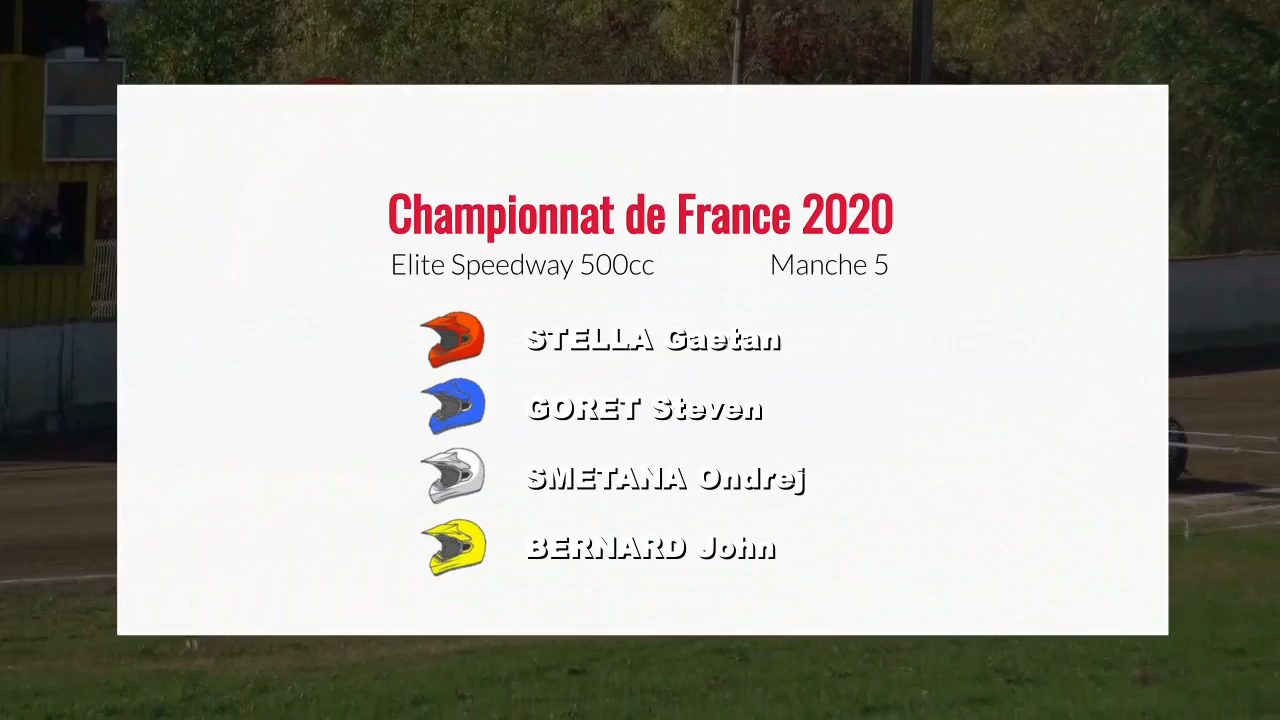 Championnat de France 2020
Elite Speedway 500cc Manche 5
STELLA Gaetan
GORET Steven
SMETANA Ondrej
BERNARD John